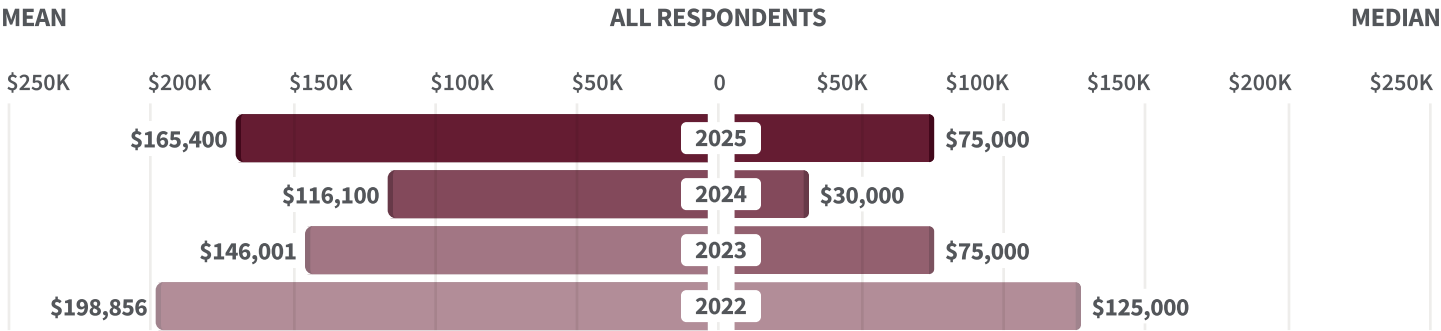 MEAN ALL RESPONDENTS MEDIAN
$250K $200K $150K $100K $50K 0 $50K $100K $150K $200K $250K
$165,400 2025 $75,000
$116,100 2024 $30,000
$146,001 2023 $75,000
$198,856 2022 $125,000